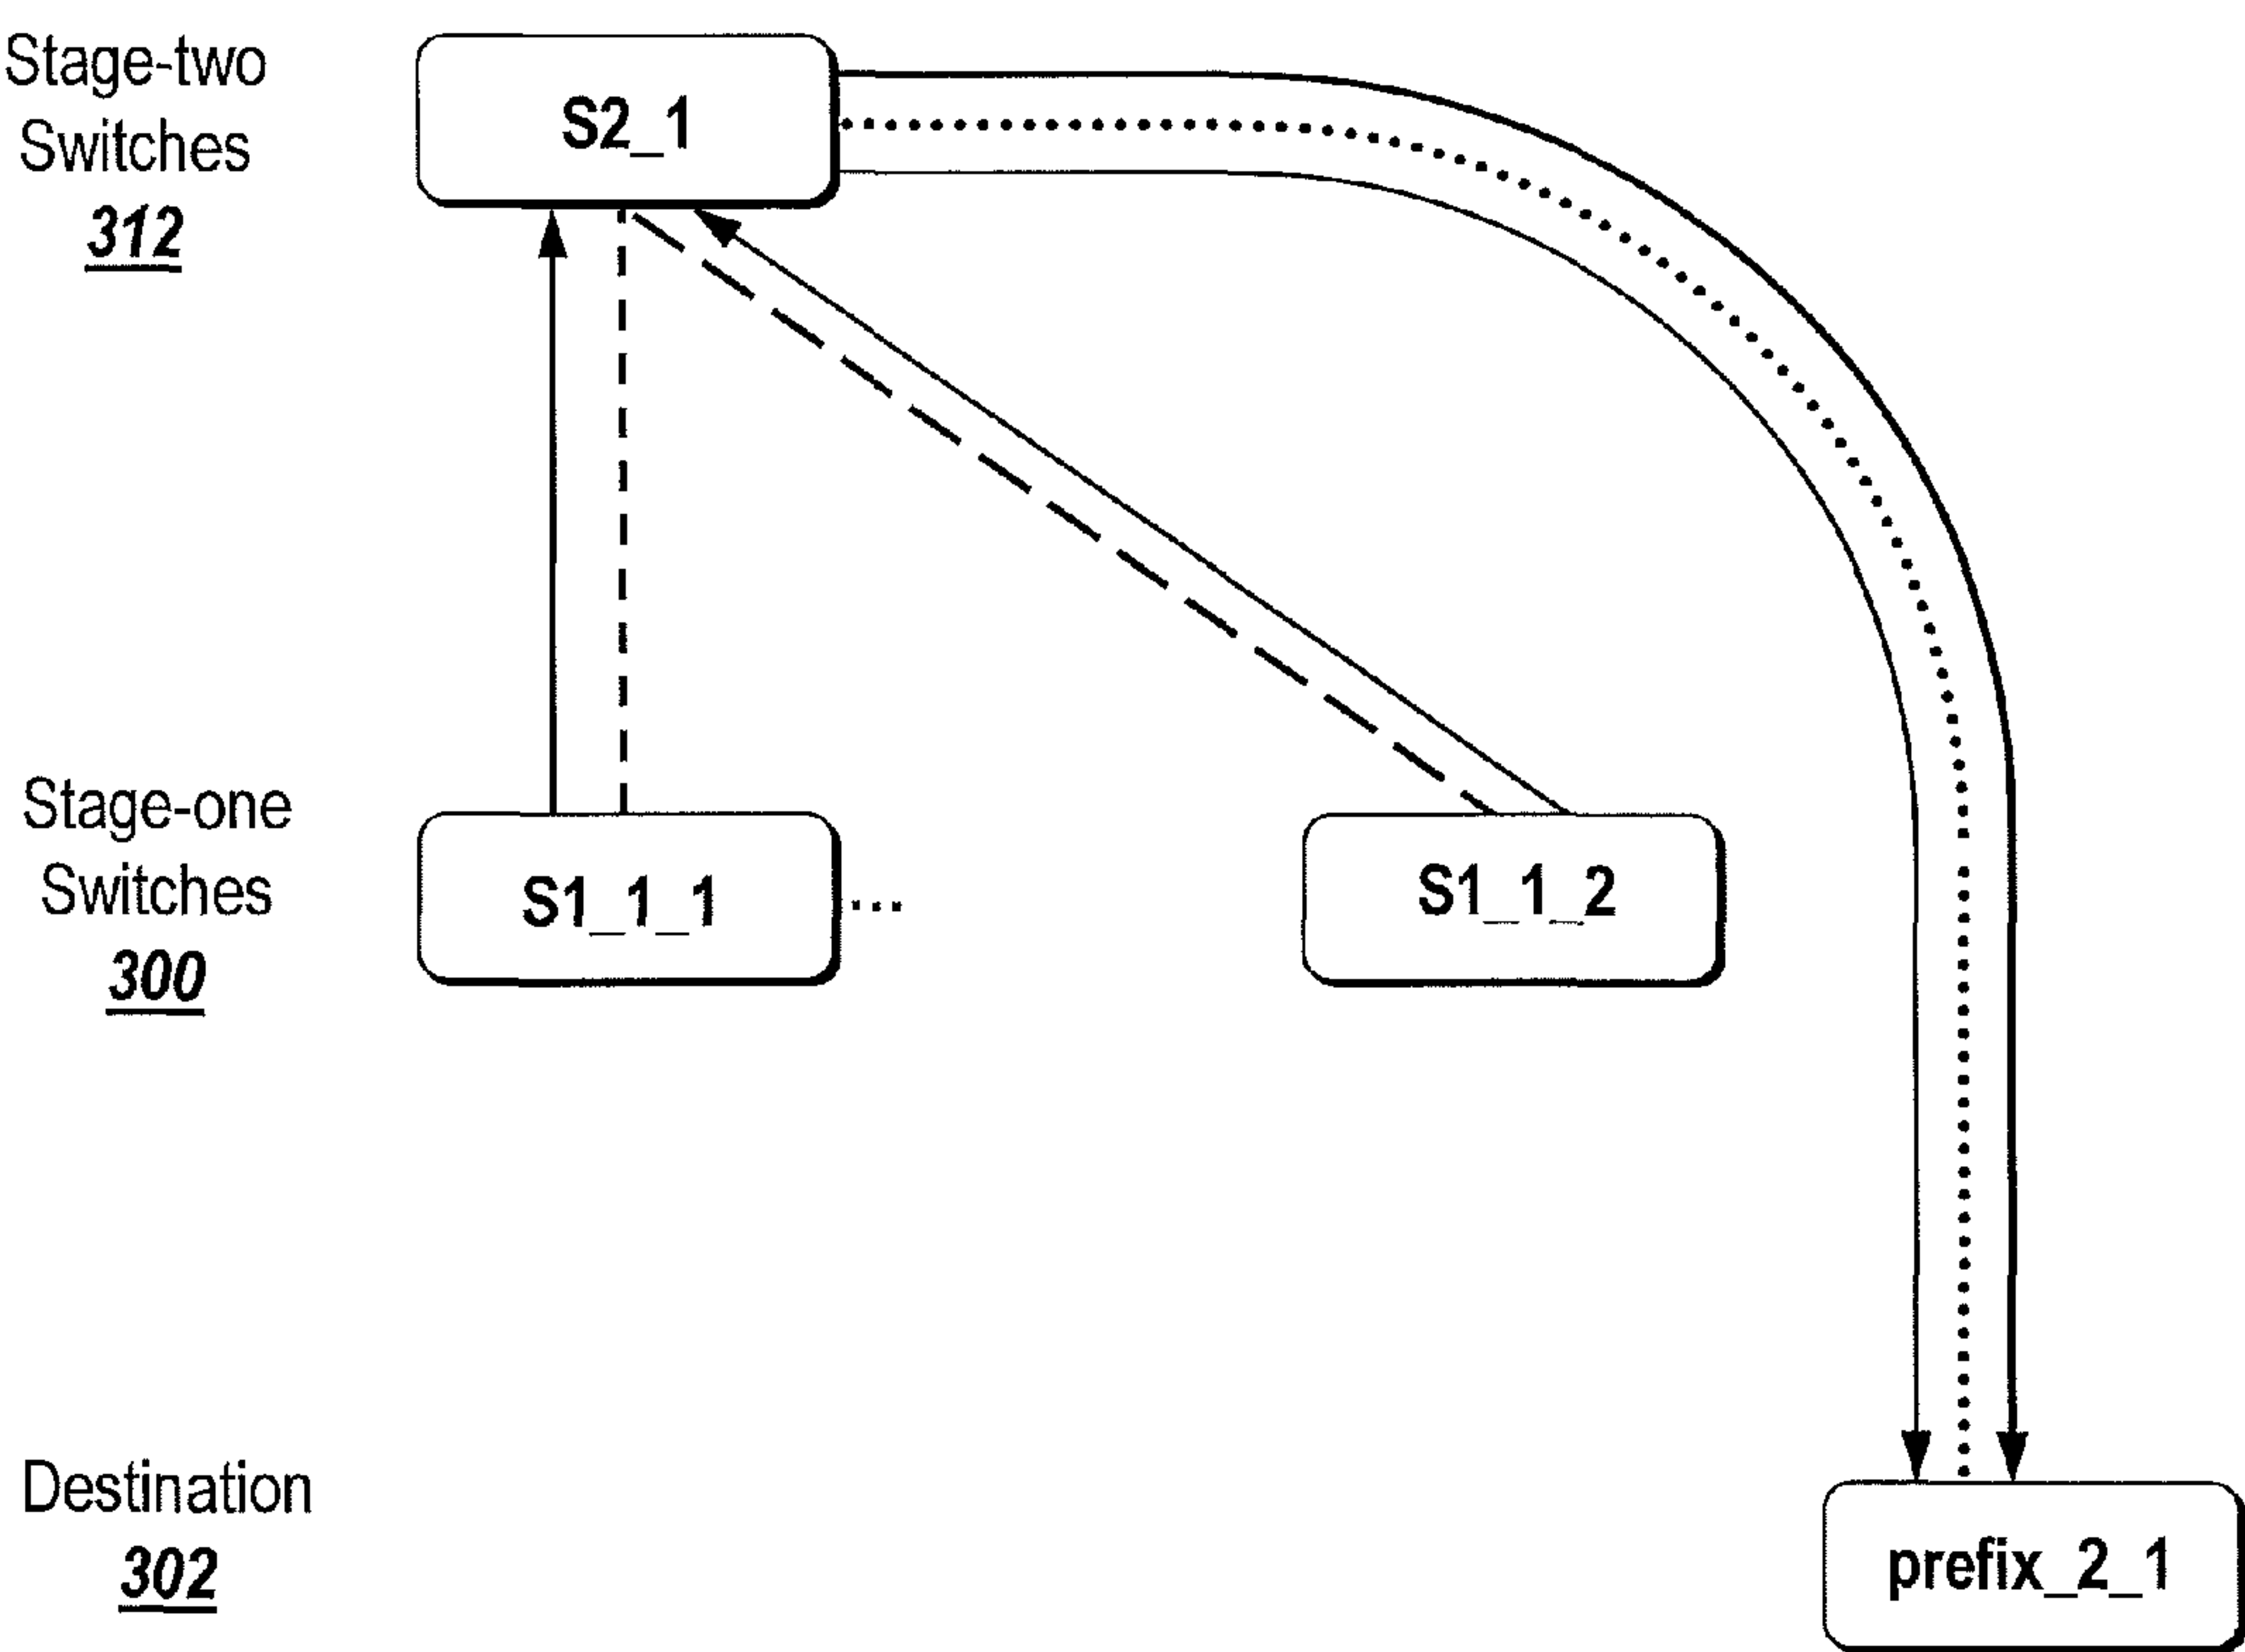 Stage-two
Switches
312
S2_1
Stage-one
Switches
300
S1_1_1
...
S1_1_2
Destination
302
prefix_2_1